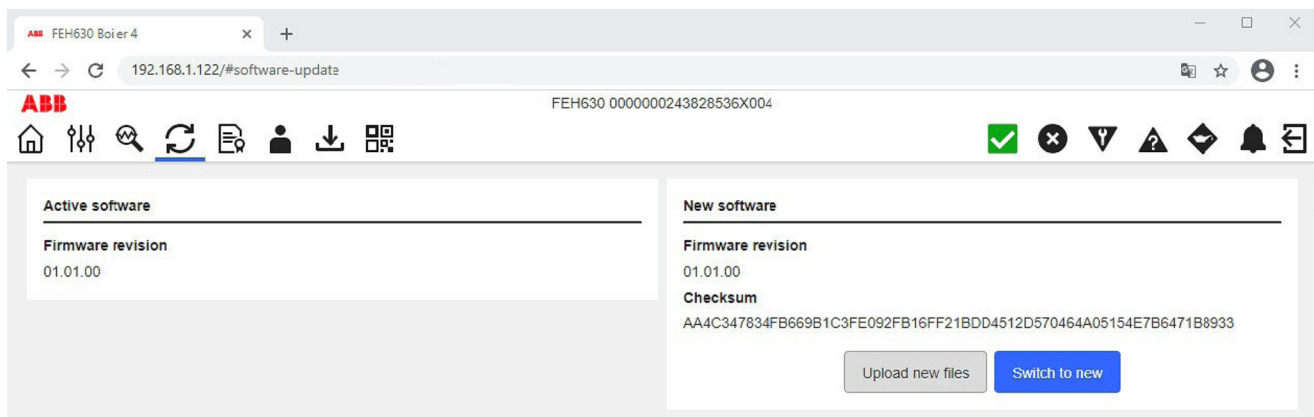 ABB FEH630 Boier 4
192.168.1.122/#software-update
ABB
FEH630 0000000243828536X004
Active software
Firmware revision
01.01.00
New software
Firmware revision
01.01.00
Checksum
AA4C347834FB669B1C3FE092FB16FF21BDD4512D570464A05154E7B6471B8933
Upload new files
Switch to new